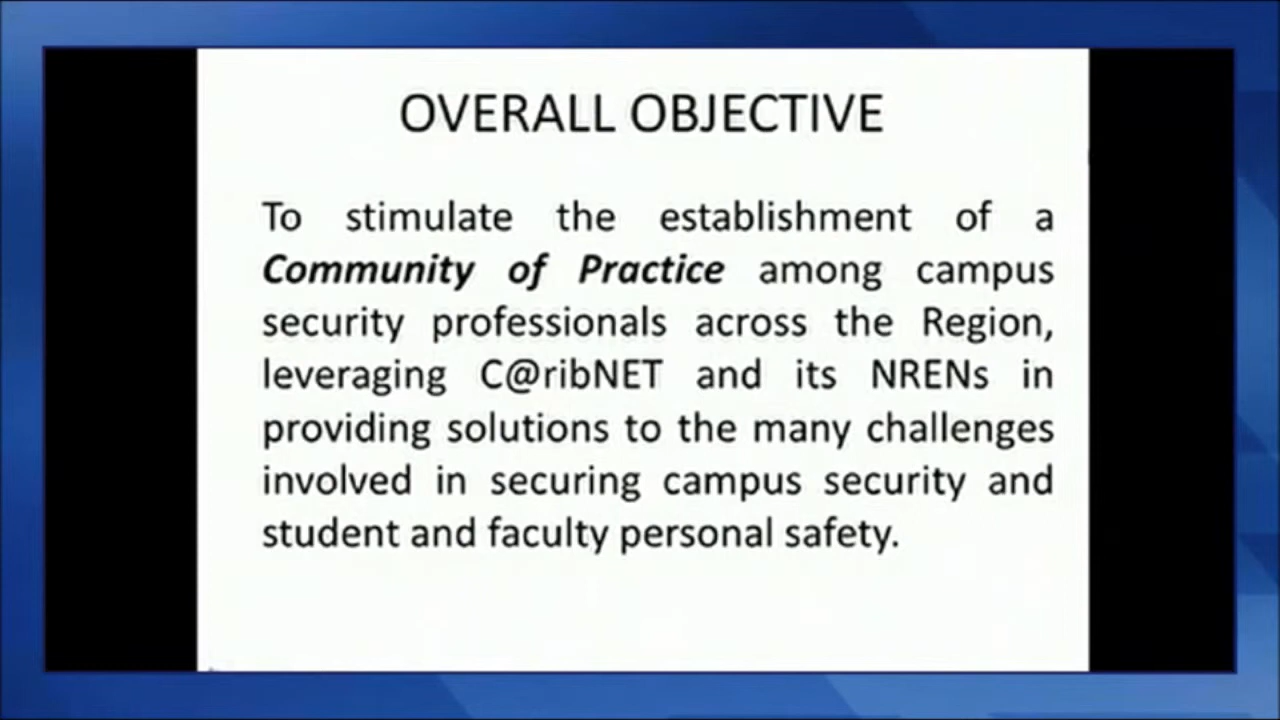 OVERALL OBJECTIVE
To stimulate the establishment of a
Community of Practice among campus
security professionals across the Region,
leveraging C@ribNET and its NRENs in
providing solutions to the many challenges
involved in securing campus security and
student and faculty personal safety.